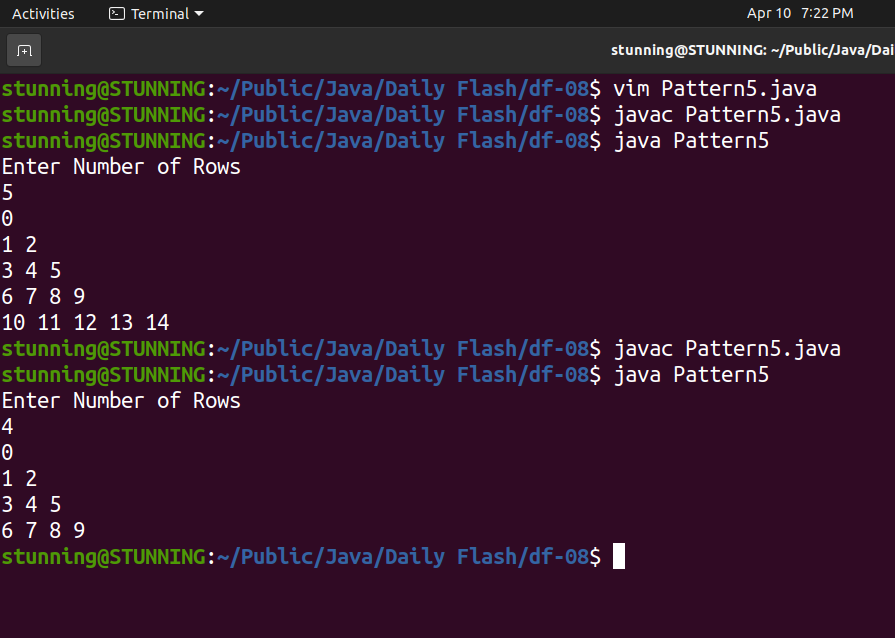 Activities Terminal Apr 10 7:22 PM
stunning@STUNNING: ~/Public/Java/Dai
stunning@STUNNING:~/Public/Java/Daily Flash/df-08$ vim Pattern5.java
stunning@STUNNING:~/Public/Java/Daily Flash/df-08$ javac Pattern5.java
stunning@STUNNING:~/Public/Java/Daily Flash/df-08$ java Pattern5
Enter Number of Rows
5
0
1 2
3 4 5
6 7 8 9
10 11 12 13 14
stunning@STUNNING:~/Public/Java/Daily Flash/df-08$ javac Pattern5.java
stunning@STUNNING:~/Public/Java/Daily Flash/df-08$ java Pattern5
Enter Number of Rows
4
0
1 2
3 4 5
6 7 8 9
stunning@STUNNING:~/Public/Java/Daily Flash/df-08$